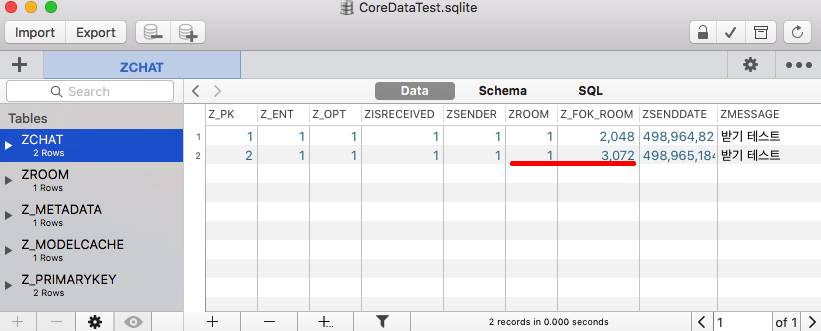 CoreDataTest.sqlite
Import Export
ZCHAT
Search
Data Schema SQL
Tables
ZCHAT
2 Rows
ZROOM
1 Rows
Z_METADATA
1 Rows
Z_MODELCACHE
1 Rows
Z_PRIMARYKEY
2 Rows
Z_PK Z_ENT Z_OPT ZISRECEIVED ZSENDER ZROOM Z_FOK_ROOM ZSENDDATE ZMESSAGE
1 1 1 1 1 1 1 2,048 498,964,82 받기 테스트
2 2 1 1 1 1 1 3,072 498,965,184 받기 테스트
2 records in 0.000 seconds
1 of 1